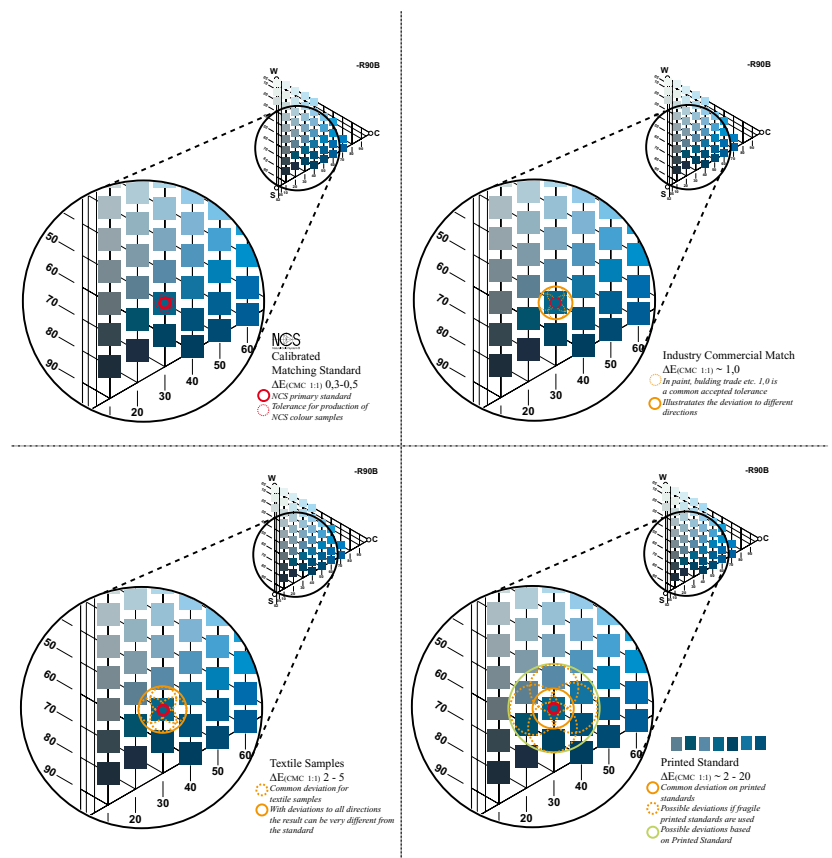 -R90B
W
C
S
50
60
70
80
90
20
30
40
50
60
NCS
Calibrated
Matching Standard
ΔE(CMC 1:1) 0,3-0,5
NCS primary standard
Tolerance for production of
NCS colour samples
-R90B
W
C
S
50
60
70
80
90
20
30
40
50
60
Industry Commercial Match
ΔE(CMC 1:1) ~ 1,0
In paint, bulding trade etc. 1,0 is
a common accepted tolerance
Illustratates the deviation to different
directions
-R90B
W
C
S
50
60
70
80
90
20
30
40
50
60
Textile Samples
ΔE(CMC 1:1) 2 - 5
Common deviation for
textile samples
With deviations to all directions
the result can be very different from
the standard
-R90B
W
C
S
50
60
70
80
90
20
30
40
50
60
Printed Standard
ΔE(CMC 1:1) ~ 2 - 20
Common deviation on printed
standards
Possible deviations if fragile
printed standards are used
Possible deviations based
on Printed Standard